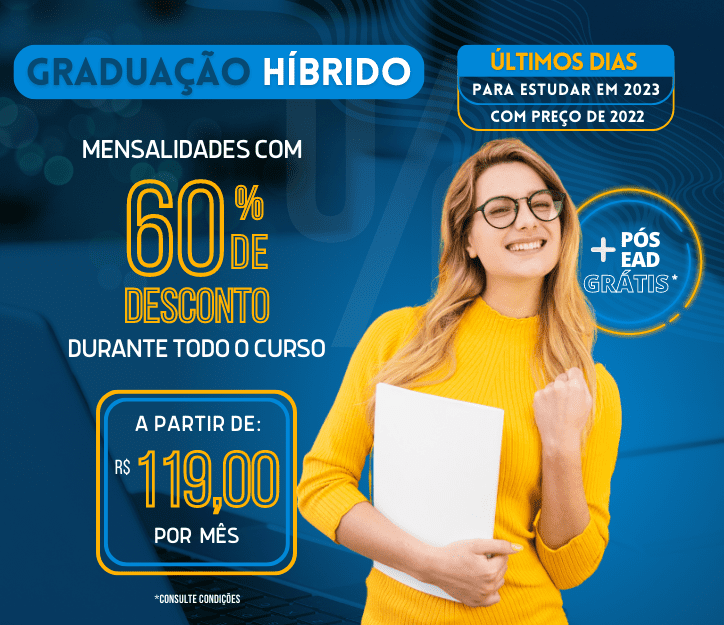 GRADUAÇÃO HÍBRIDO
ÚLTIMOS DIAS
PARA ESTUDAR EM 2023
COM PREÇO DE 2022
MENSALIDADES COM
60% DE
DESCONTO
DURANTE TODO O CURSO
+ PÓS
EAD
GRÁTIS*
A PARTIR DE:
R$ 119,00
POR MÊS
*CONSULTE CONDIÇÕES